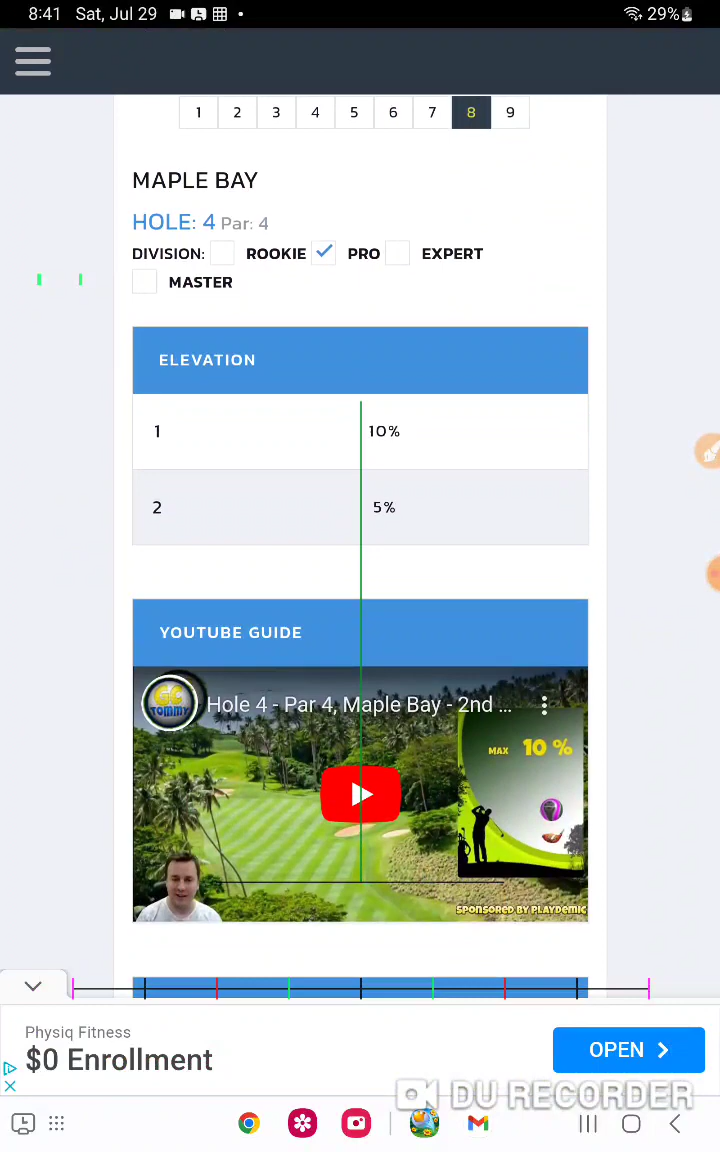 8:41 Sat, Jul 29 29%
1 2 3 4 5 6 7 8 9
MAPLE BAY
HOLE: 4 Par: 4
DIVISION: ROOKIE PRO EXPERT
MASTER
ELEVATION
1 10%
2 5%
YOUTUBE GUIDE
GC TOMMY
Hole 4 - Par 4, Maple Bay - 2nd ...
MAX 10 %
SPONSORED BY PLAYDEMIC
Physiq Fitness
$0 Enrollment
OPEN
DU RECORDER